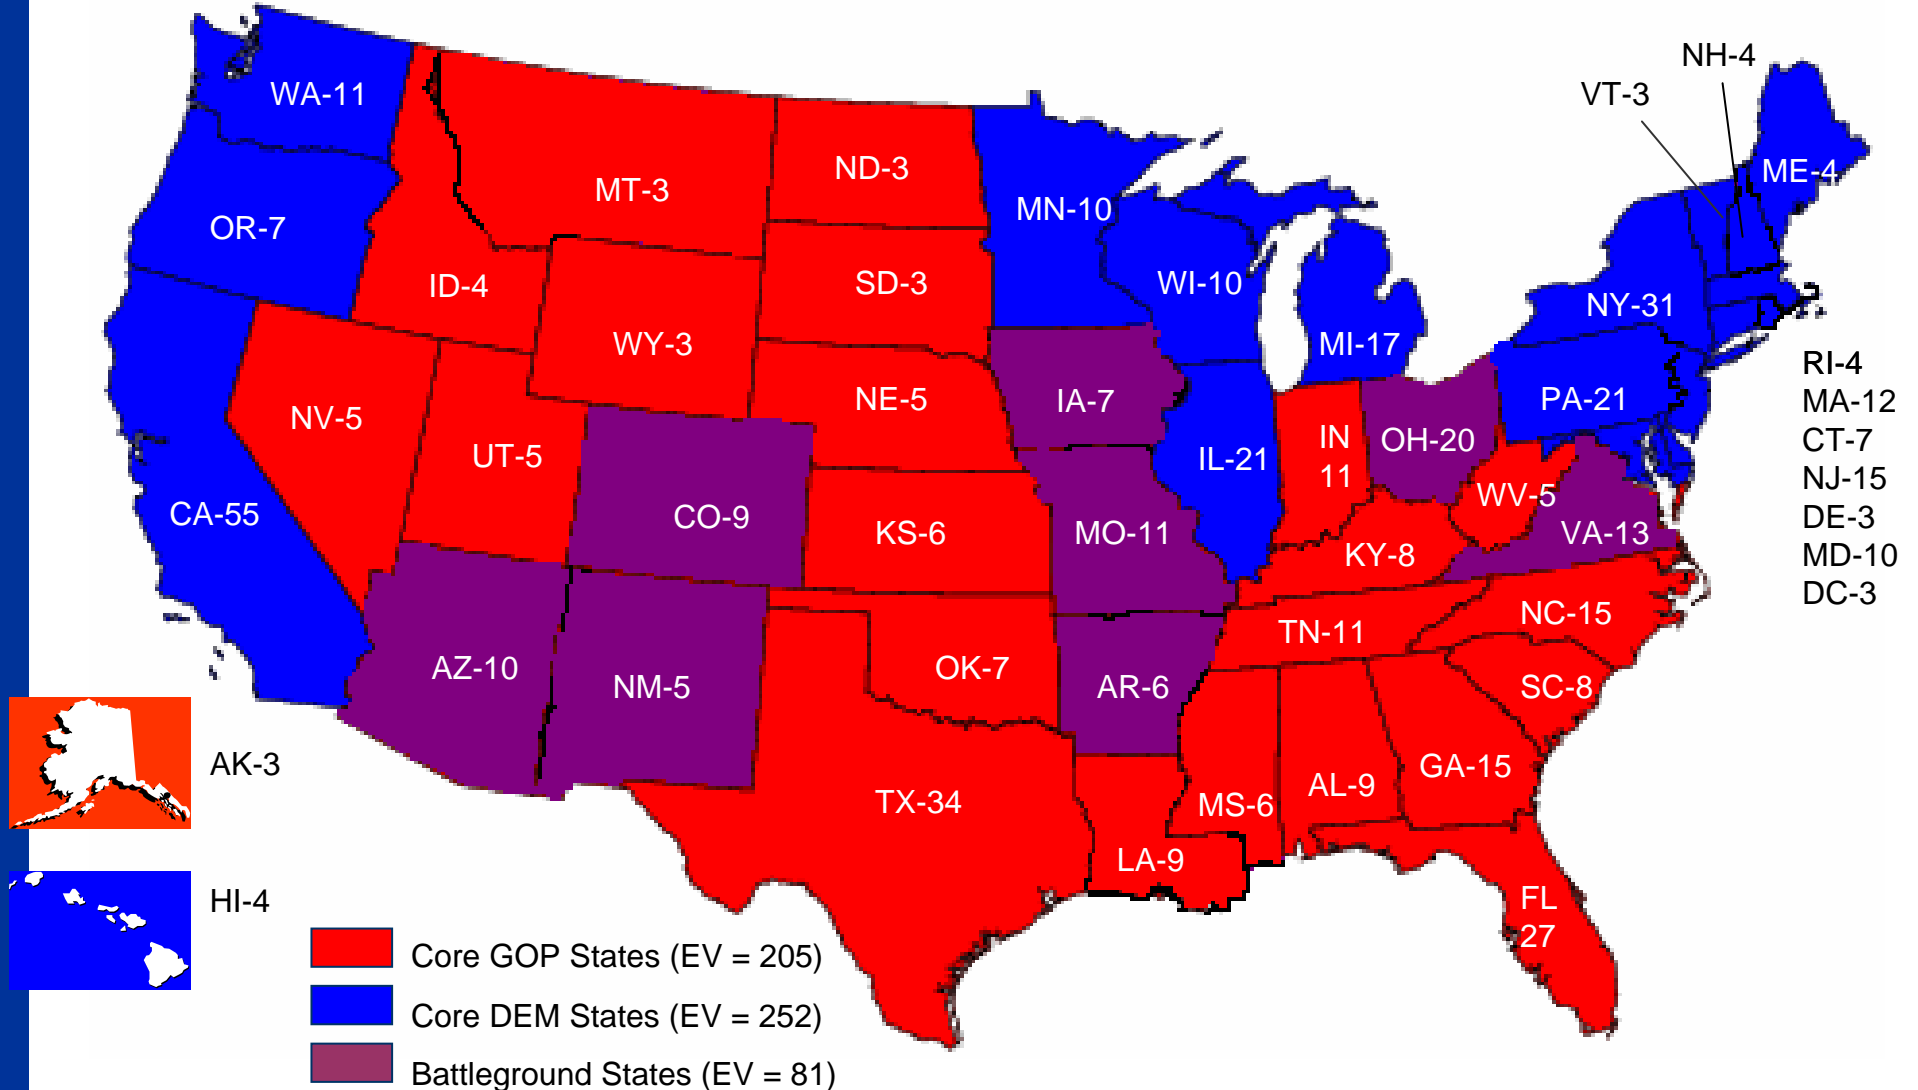 NH-4
VT-3
WA-11
ME-4
ND-3
MT-3
MN-10
OR-7
ID-4
SD-3
WI-10
NY-31
WY-3
MI-17
RI-4
NE-5
IA-7
PA-21
MA-12
NV-5
UT-5
IL-21
IN
11
OH-20
CT-7
NJ-15
WV-5
CA-55
CO-9
KS-6
MO-11
VA-13
DE-3
KY-8
MD-10
DC-3
NC-15
TN-11
AZ-10
NM-5
OK-7
AR-6
SC-8
AK-3
GA-15
TX-34
MS-6
AL-9
LA-9
HI-4
FL
27
Core GOP States (EV = 205)
Core DEM States (EV = 252)
Battleground States (EV = 81)